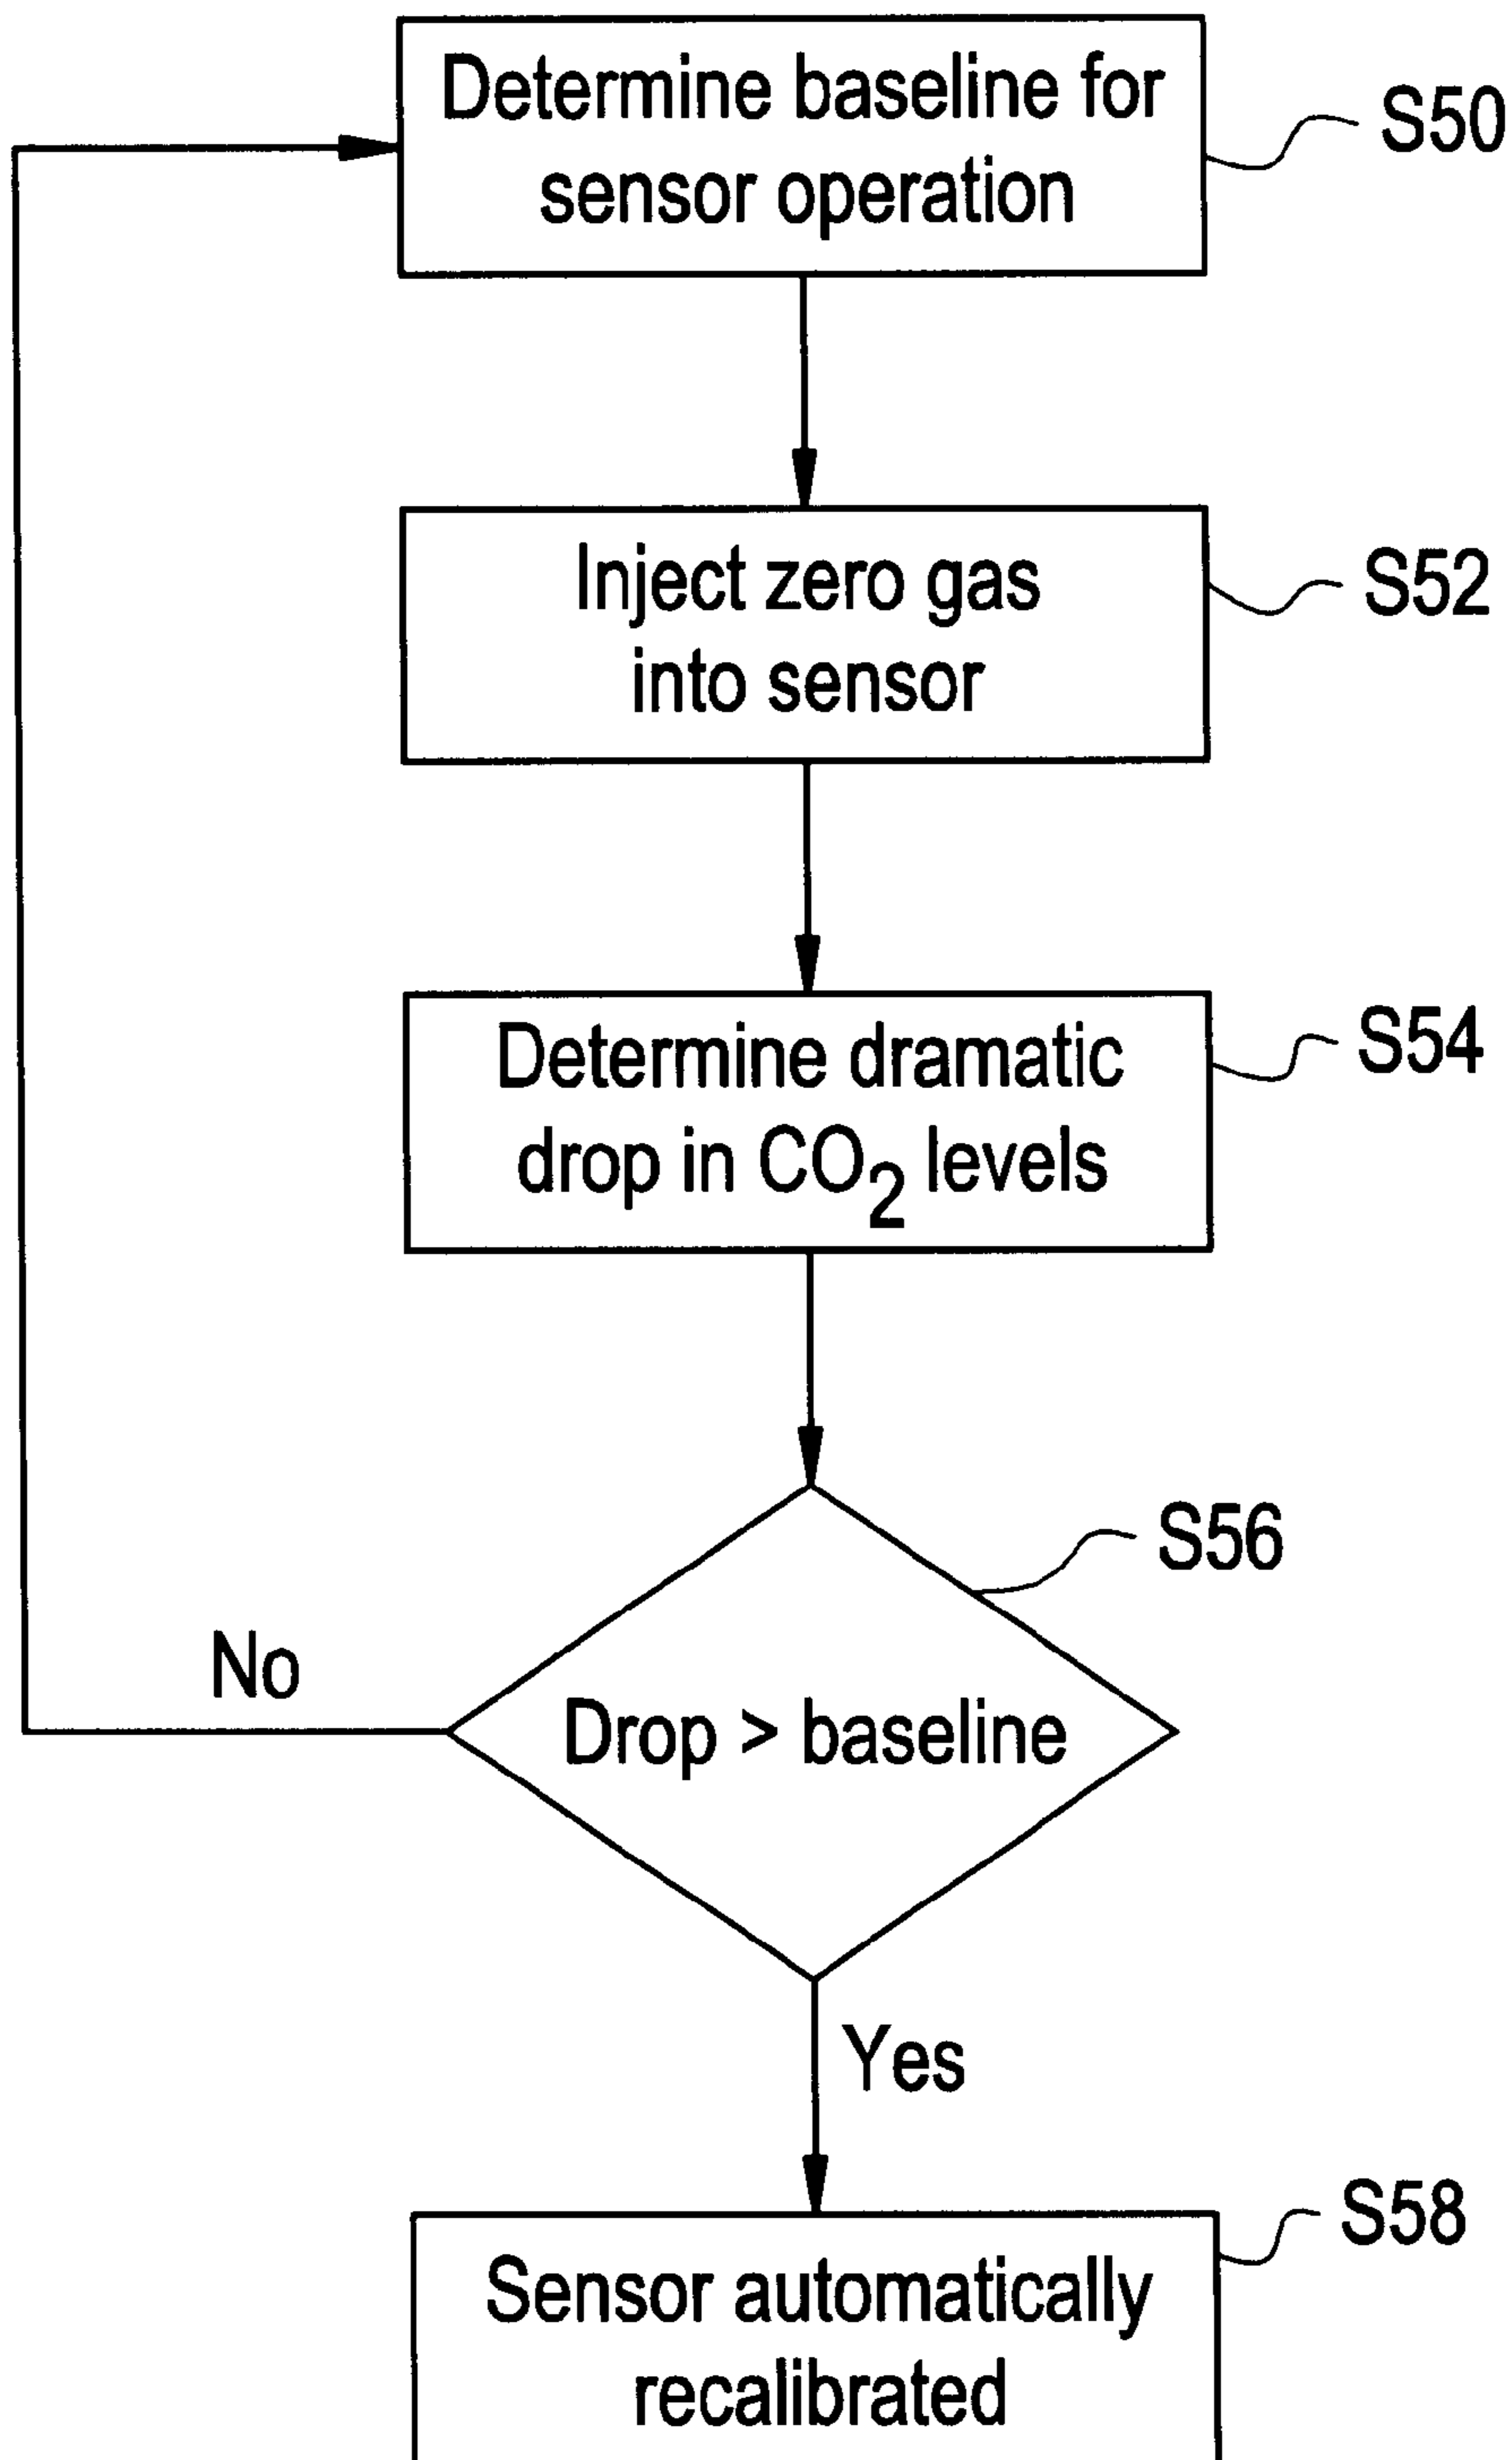 Determine baseline for
sensor operation
S50
Inject zero gas
into sensor
S52
Determine dramatic
drop in CO2 levels
S54
S56
Drop > baseline
No
Yes
S58
Sensor automatically
recalibrated